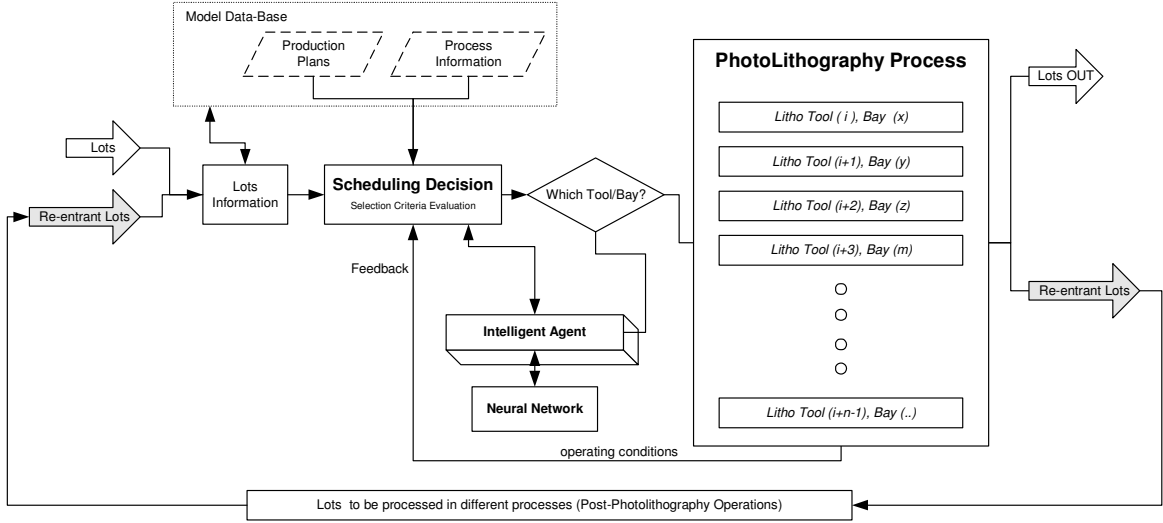 Model Data-Base
Production
Plans
Process
Information
PhotoLithography Process
Lots OUT
Litho Tool ( i ), Bay  (x)
Lots
Litho Tool (i+1), Bay (y)
Lots
Information
Scheduling Decision
Selection Criteria Evaluation
Which Tool/Bay?
Litho Tool (i+2), Bay (z)
Re-entrant Lots
Litho Tool (i+3), Bay (m)
Feedback
Re-entrant Lots
Intelligent Agent
Neural Network
Litho Tool (i+n-1), Bay (..)
operating conditions
Lots  to be processed in different processes (Post-Photolithography Operations)